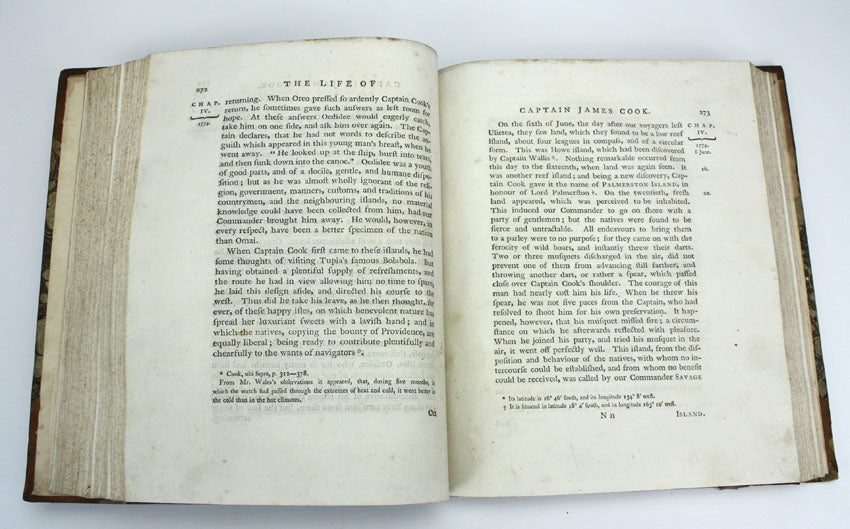 272
THE LIFE OF
CHAP.
IV.
1774.
returning. When Oreo preſſed ſo ardently Captain Cook's
return, he ſometimes gave ſuch anſwers as left room for
hope. At theſe anſwers Oedidee would eagerly catch,
take him on one ſide, and aſk him over again. The Cap-
tain declares, that he had not words to deſcribe the an-
guiſh which appeared in this young man's breaſt, when he
went away. "He looked up at the ſhip, burſt into tears,
and then ſunk down into the canoe." Oedidee was a youth
of good parts, and of a docile, gentle, and humane diſpo-
ſition; but as he was almoſt wholly ignorant of the reli-
gion, government, manners, cuſtoms, and traditions of his
countrymen, and the neighbouring iſlands, no material
knowledge could have been collected from him, had our
Commander brought him away. He would, however, in
every reſpect, have been a better ſpecimen of the nation
than Omai.
When Captain Cook firſt came to theſe iſlands, he had
ſome thoughts of viſiting Tupia's famous Bolabola. But
having obtained a plentiful ſupply of refreſhments, and
the route he had in view allowing him no time to ſpare,
he laid this deſign aſide, and directed his courſe to the
weſt. Thus did he take his leave, as he then thought, for
ever, of theſe happy iſles, on which benevolent nature has
ſpread her luxuriant ſweets with a laviſh hand; and in
which the natives, copying the bounty of Providence, are
equally liberal; being ready to contribute plentifully and
chearfully to the wants of navigators *.
* Cook, ubi ſupra, p. 312—378.
From Mr. Wales's obſervations it appeared, that, during five months, in
which the watch had paſſed through the extremes of heat and cold, it went better in
the cold than in the hot climates.
On
CAPTAIN JAMES COOK.
273
CHAP.
IV.
1774.
6 June.
16.
20.
On the ſixth of June, the day after our voyagers left
Ulietea, they ſaw land, which they found to be a low reef
iſland, about four leagues in compaſs, and of a circular
form. This was Howe iſland, which had been diſcovered
by Captain Wallis *. Nothing remarkable occurred from
this day to the ſixteenth, when land was again ſeen. It
was another reef iſland; and being a new diſcovery, Cap-
tain Cook gave it the name of PALMERSTON ISLAND, in
honour of Lord Palmerſton †. On the twentieth, freſh
land appeared, which was perceived to be inhabited.
This induced our Commander to go on ſhore with a
party of gentlemen; but the natives were found to be
fierce and untractable. All endeavours to bring them
to a parley were to no purpoſe; for they came on with the
ferocity of wild boars, and inſtantly threw their darts.
Two or three muſquets diſcharged in the air, did not
prevent one of them from advancing ſtill farther, and
throwing another dart, or rather a ſpear, which paſſed
cloſe over Captain Cook's ſhoulder. The courage of this
man had nearly coſt him his life. When he threw his
ſpear, he was not five paces from the Captain, who had
reſolved to ſhoot him for his own preſervation. It hap-
pened, however, that his muſquet miſſed fire; a circum-
ſtance on which he afterwards reflected with pleaſure.
When he joined his party, and tried his muſquet in the
air, it went off perfectly well. This iſland, from the diſ-
poſition and behaviour of the natives, with whom no in-
tercourſe could be eſtabliſhed, and from whom no benefit
could be received, was called by our Commander SAVAGE
* Its latitude is 16° 46' ſouth, and its longitude 154° 8' weſt.
† It is ſituated in latitude 18° 4' ſouth, and in longitude 163° 10' weſt.
N n
ISLAND.